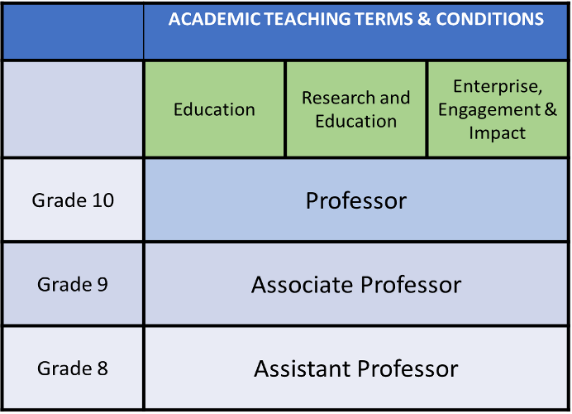 ACADEMIC TEACHING TERMS & CONDITIONS
Education
Research and
Education
Enterprise,
Engagement &
Impact
Grade 10
Professor
Grade 9
Associate Professor
Grade 8
Assistant Professor